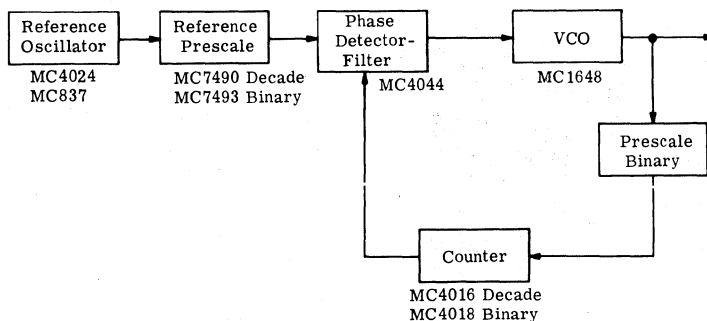 Reference
Oscillator
MC4024
MC837
Reference
Prescale
MC7490 Decade
MC7493 Binary
Phase
Detector-
Filter
MC4044
VCO
MC1648
Prescale
Binary
Counter
MC4016 Decade
MC4018 Binary